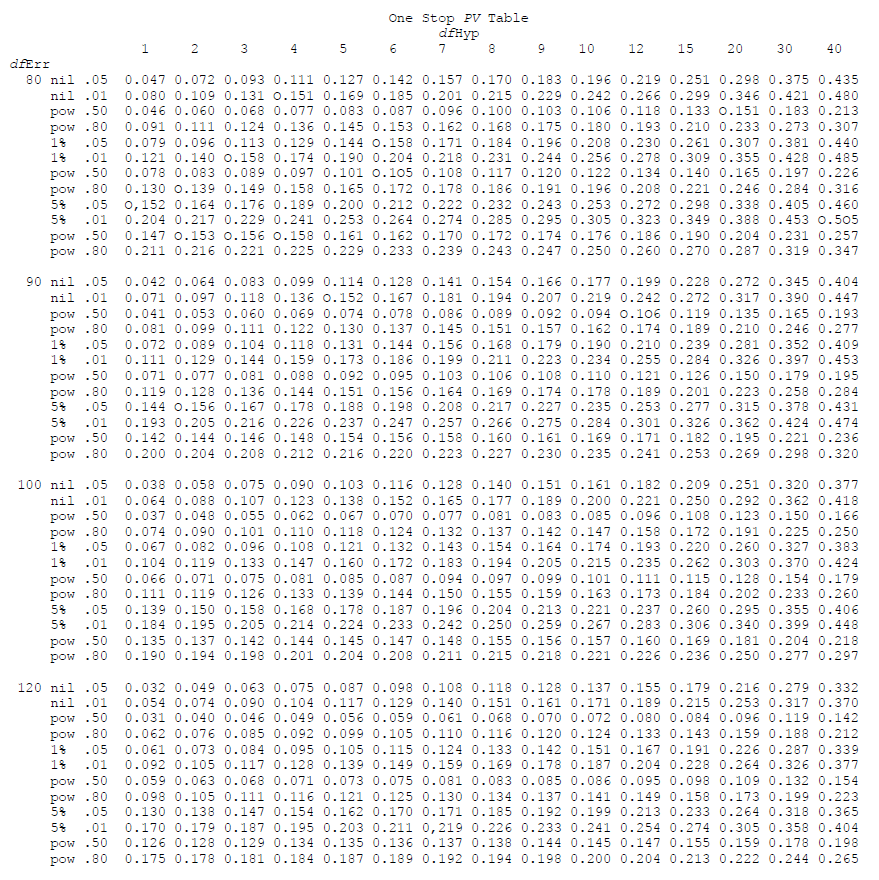 One Stop PV Table
dfHyp
1 2 3 4 5 6 7 8 9 10 12 15 20 30 40
dfErr
80 nil .05 0.047 0.072 0.093 0.111 0.127 0.142 0.157 0.170 0.183 0.196 0.219 0.251 0.298 0.375 0.435
nil .01 0.080 0.109 0.131 O.151 0.169 0.185 0.201 0.215 0.229 0.242 0.266 0.299 0.346 0.421 0.480
pow .50 0.046 0.060 0.068 0.077 0.083 0.087 0.096 0.100 0.103 0.106 0.118 0.133 O.151 0.183 0.213
pow .80 0.091 0.111 0.124 0.136 0.145 0.153 0.162 0.168 0.175 0.180 0.193 0.210 0.233 0.273 0.307
1% .05 0.079 0.096 0.113 0.129 0.144 O.158 0.171 0.184 0.196 0.208 0.230 0.261 0.307 0.381 0.440
1% .01 0.121 0.140 O.158 0.174 0.190 0.204 0.218 0.231 0.244 0.256 0.278 0.309 0.355 0.428 0.485
pow .50 0.078 0.083 0.089 0.097 0.101 O.105 0.108 0.117 0.120 0.122 0.134 0.140 0.165 0.197 0.226
pow .80 0.130 O.139 0.149 0.158 0.165 0.172 0.178 0.186 0.191 0.196 0.208 0.221 0.246 0.284 0.316
5% .05 O,152 0.164 0.176 0.189 0.200 0.212 0.222 0.232 0.243 0.253 0.272 0.298 0.338 0.405 0.460
5% .01 0.204 0.217 0.229 0.241 0.253 0.264 0.274 0.285 0.295 0.305 0.323 0.349 0.388 0.453 O.505
pow .50 0.147 O.153 O.156 O.158 0.161 0.162 0.170 0.172 0.174 0.176 0.186 0.190 0.204 0.231 0.257
pow .80 0.211 0.216 0.221 0.225 0.229 0.233 0.239 0.243 0.247 0.250 0.260 0.270 0.287 0.319 0.347
90 nil .05 0.042 0.064 0.083 0.099 0.114 0.128 0.141 0.154 0.166 0.177 0.199 0.228 0.272 0.345 0.404
nil .01 0.071 0.097 0.118 0.136 O.152 0.167 0.181 0.194 0.207 0.219 0.242 0.272 0.317 0.390 0.447
pow .50 0.041 0.053 0.060 0.069 0.074 0.078 0.086 0.089 0.092 0.094 O.106 0.119 0.135 0.165 0.193
pow .80 0.081 0.099 0.111 0.122 0.130 0.137 0.145 0.151 0.157 0.162 0.174 0.189 0.210 0.246 0.277
1% .05 0.072 0.089 0.104 0.118 0.131 0.144 0.156 0.168 0.179 0.190 0.210 0.239 0.281 0.352 0.409
1% .01 0.111 0.129 0.144 0.159 0.173 0.186 0.199 0.211 0.223 0.234 0.255 0.284 0.326 0.397 0.453
pow .50 0.071 0.077 0.081 0.088 0.092 0.095 0.103 0.106 0.108 0.110 0.121 0.126 0.150 0.179 0.195
pow .80 0.119 0.128 0.136 0.144 0.151 0.156 0.164 0.169 0.174 0.178 0.189 0.201 0.223 0.258 0.284
5% .05 0.144 O.156 0.167 0.178 0.188 0.198 0.208 0.217 0.227 0.235 0.253 0.277 0.315 0.378 0.431
5% .01 0.193 0.205 0.216 0.226 0.237 0.247 0.257 0.266 0.275 0.284 0.301 0.326 0.362 0.424 0.474
pow .50 0.142 0.144 0.146 0.148 0.154 0.156 0.158 0.160 0.161 0.169 0.171 0.182 0.195 0.221 0.236
pow .80 0.200 0.204 0.208 0.212 0.216 0.220 0.223 0.227 0.230 0.235 0.241 0.253 0.269 0.298 0.320
100 nil .05 0.038 0.058 0.075 0.090 0.103 0.116 0.128 0.140 0.151 0.161 0.182 0.209 0.251 0.320 0.377
nil .01 0.064 0.088 0.107 0.123 0.138 0.152 0.165 0.177 0.189 0.200 0.221 0.250 0.292 0.362 0.418
pow .50 0.037 0.048 0.055 0.062 0.067 0.070 0.077 0.081 0.083 0.085 0.096 0.108 0.123 0.150 0.166
pow .80 0.074 0.090 0.101 0.110 0.118 0.124 0.132 0.137 0.142 0.147 0.158 0.172 0.191 0.225 0.250
1% .05 0.067 0.082 0.096 0.108 0.121 0.132 0.143 0.154 0.164 0.174 0.193 0.220 0.260 0.327 0.383
1% .01 0.104 0.119 0.133 0.147 0.160 0.172 0.183 0.194 0.205 0.215 0.235 0.262 0.303 0.370 0.424
pow .50 0.066 0.071 0.075 0.081 0.085 0.087 0.094 0.097 0.099 0.101 0.111 0.115 0.128 0.154 0.179
pow .80 0.111 0.119 0.126 0.133 0.139 0.144 0.150 0.155 0.159 0.163 0.173 0.184 0.202 0.233 0.260
5% .05 0.139 0.150 0.158 0.168 0.178 0.187 0.196 0.204 0.213 0.221 0.237 0.260 0.295 0.355 0.406
5% .01 0.184 0.195 0.205 0.214 0.224 0.233 0.242 0.250 0.259 0.267 0.283 0.306 0.340 0.399 0.448
pow .50 0.135 0.137 0.142 0.144 0.145 0.147 0.148 0.155 0.156 0.157 0.160 0.169 0.181 0.204 0.218
pow .80 0.190 0.194 0.198 0.201 0.204 0.208 0.211 0.215 0.218 0.221 0.226 0.236 0.250 0.277 0.297
120 nil .05 0.032 0.049 0.063 0.075 0.087 0.098 0.108 0.118 0.128 0.137 0.155 0.179 0.216 0.279 0.332
nil .01 0.054 0.074 0.090 0.104 0.117 0.129 0.140 0.151 0.161 0.171 0.189 0.215 0.253 0.317 0.370
pow .50 0.031 0.040 0.046 0.049 0.056 0.059 0.061 0.068 0.070 0.072 0.080 0.084 0.096 0.119 0.142
pow .80 0.062 0.076 0.085 0.092 0.099 0.105 0.110 0.116 0.120 0.124 0.133 0.143 0.159 0.188 0.212
1% .05 0.061 0.073 0.084 0.095 0.105 0.115 0.124 0.133 0.142 0.151 0.167 0.191 0.226 0.287 0.339
1% .01 0.092 0.105 0.117 0.128 0.139 0.149 0.159 0.169 0.178 0.187 0.204 0.228 0.264 0.326 0.377
pow .50 0.059 0.063 0.068 0.071 0.073 0.075 0.081 0.083 0.085 0.086 0.095 0.098 0.109 0.132 0.154
pow .80 0.098 0.105 0.111 0.116 0.121 0.125 0.130 0.134 0.137 0.141 0.149 0.158 0.173 0.199 0.223
5% .05 0.130 0.138 0.147 0.154 0.162 0.170 0.171 0.185 0.192 0.199 0.213 0.233 0.264 0.318 0.365
5% .01 0.170 0.179 0.187 0.195 0.203 0.211 0,219 0.226 0.233 0.241 0.254 0.274 0.305 0.358 0.404
pow .50 0.126 0.128 0.129 0.134 0.135 0.136 0.137 0.138 0.144 0.145 0.147 0.155 0.159 0.178 0.198
pow .80 0.175 0.178 0.181 0.184 0.187 0.189 0.192 0.194 0.198 0.200 0.204 0.213 0.222 0.244 0.265